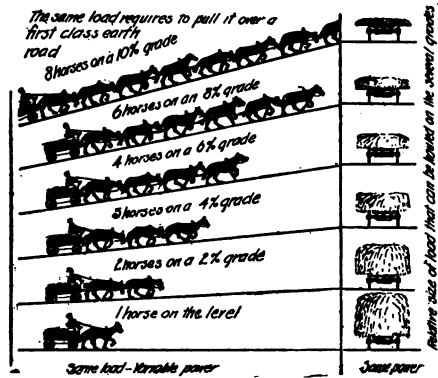 The same load requires to pull it over a
first class earth
road
8 horses on a 10% grade
6 horses on an 8% grade
4 horses on a 6% grade
3 horses on a 4% grade
2 horses on a 2% grade
1 horse on the level
Same load-Variable power
Same power
Relative size of load that can be hauled on the several grades